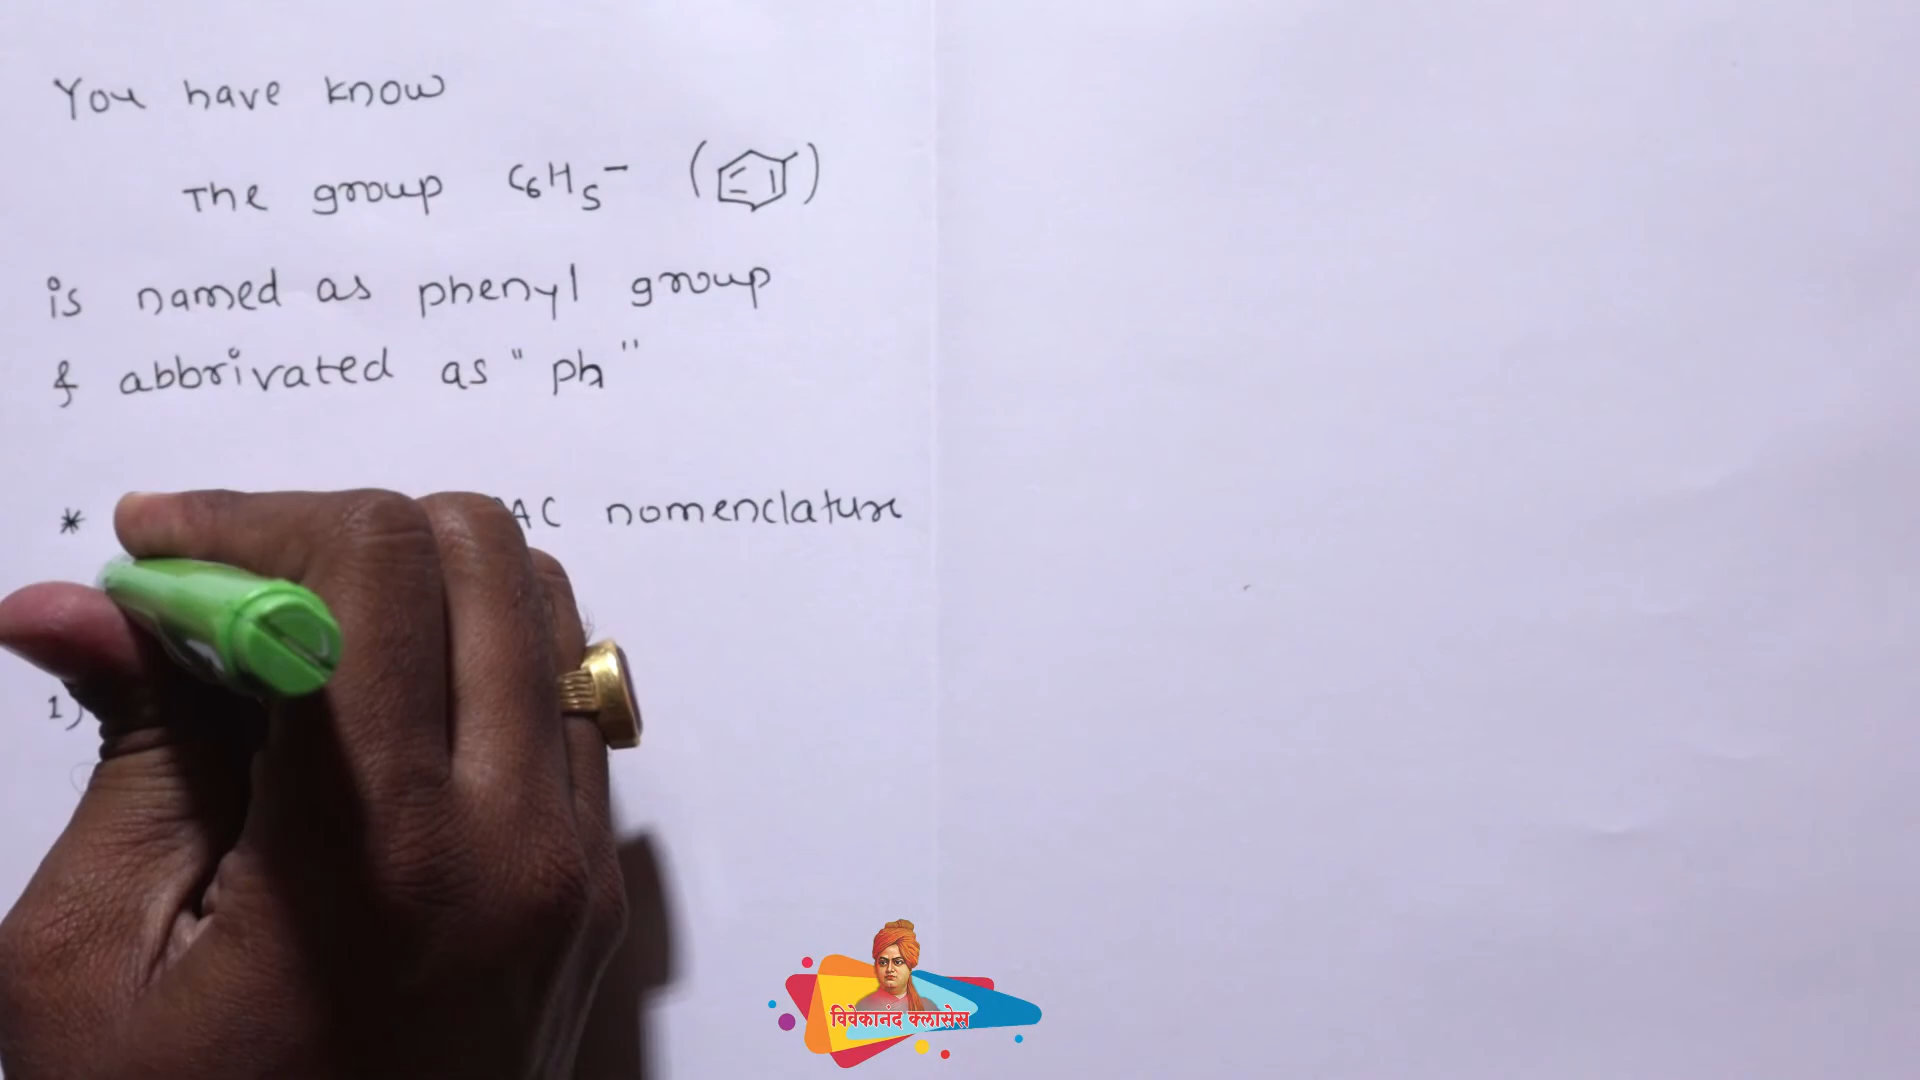 You have know
The group C6H5- ( )
is named as phenyl group
& abbrivated as "ph"
* AC nomenclature
1)
विवेकानंद क्लासेस